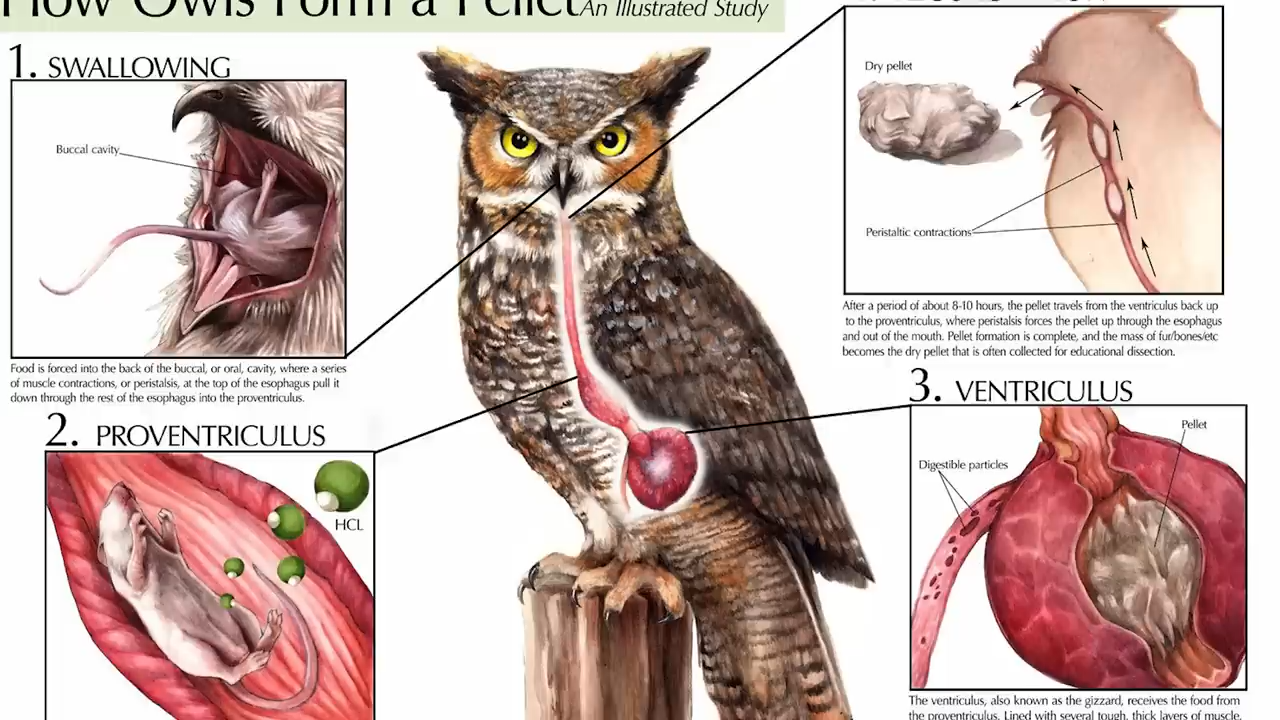 How Owls Form a Pellet An Illustrated Study
1. SWALLOWING
Buccal cavity
Food is forced into the back of the buccal, or oral, cavity, where a series
of muscle contractions, or peristalsis, at the top of the esophagus pull it
down through the rest of the esophagus into the proventriculus.
2. PROVENTRICULUS
HCL
Dry pellet
Peristaltic contractions
After a period of about 8-10 hours, the pellet travels from the ventriculus back up
to the proventriculus, where peristalsis forces the pellet up through the esophagus
and out of the mouth. Pellet formation is complete, and the mass of fur/bones/etc
becomes the dry pellet that is often collected for educational dissection.
3. VENTRICULUS
Pellet
Digestible particles
The ventriculus, also known as the gizzard, receives the food from
the proventriculus. Lined with several tough, thick layers of muscle,